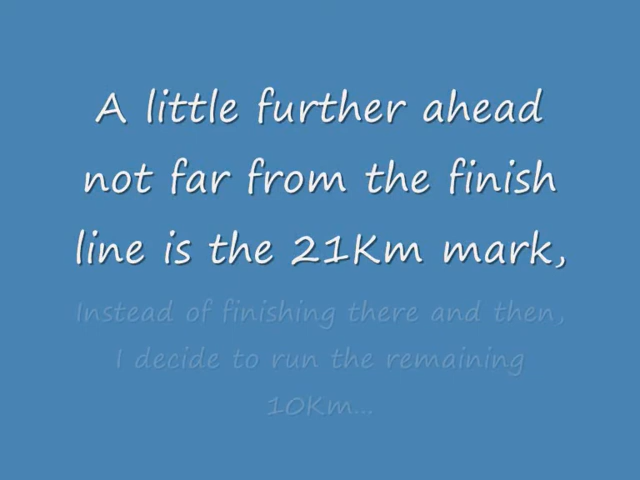 A little further ahead
not far from the finish
line is the 21Km mark,
Instead of finishing there and then,
I decide to run the remaining
10Km...